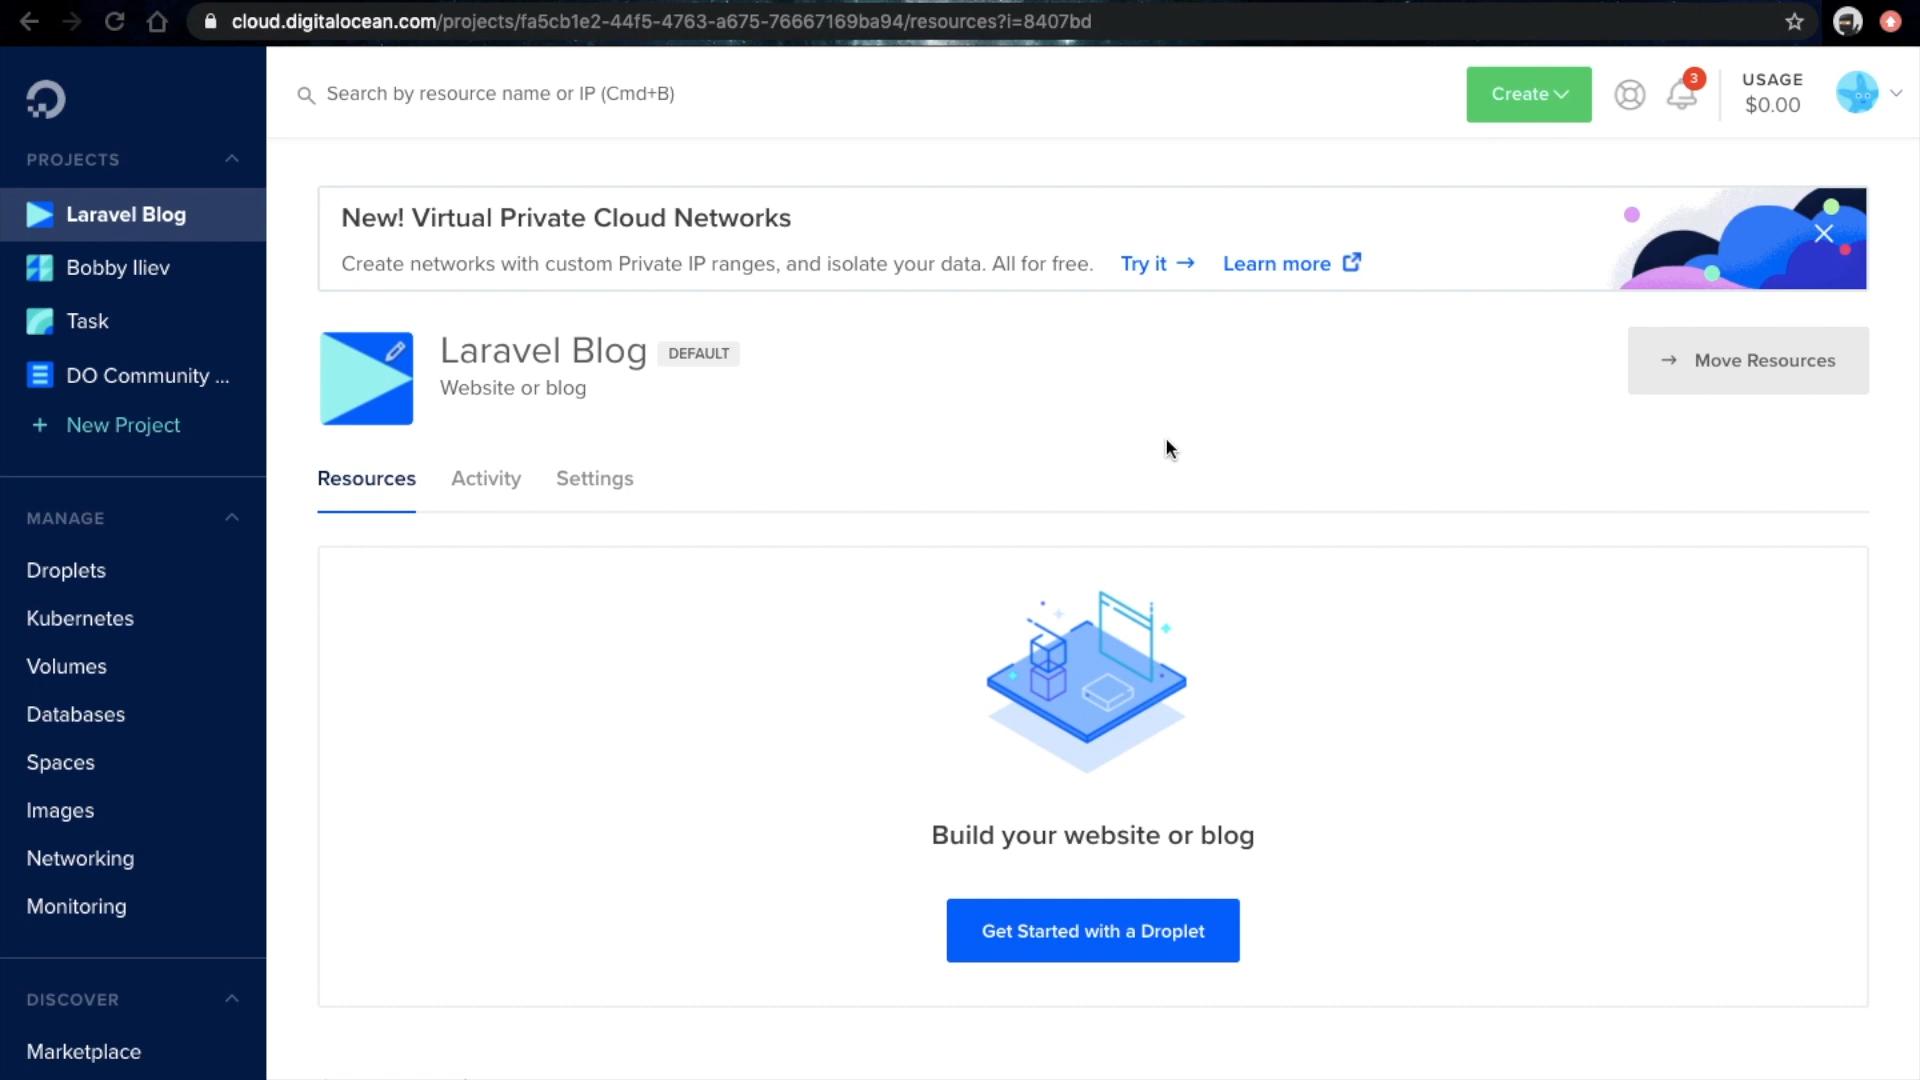 cloud.digitalocean.com/projects/fa5cb1e2-44f5-4763-a675-76667169ba94/resources?i=8407bd
Search by resource name or IP (Cmd+B)
Create
3
USAGE
$0.00
PROJECTS
Laravel Blog
Bobby Iliev
Task
DO Community ...
+ New Project
MANAGE
Droplets
Kubernetes
Volumes
Databases
Spaces
Images
Networking
Monitoring
DISCOVER
Marketplace
New! Virtual Private Cloud Networks
Create networks with custom Private IP ranges, and isolate your data. All for free. Try it → Learn more
Laravel Blog DEFAULT
Website or blog
→ Move Resources
Resources Activity Settings
Build your website or blog
Get Started with a Droplet